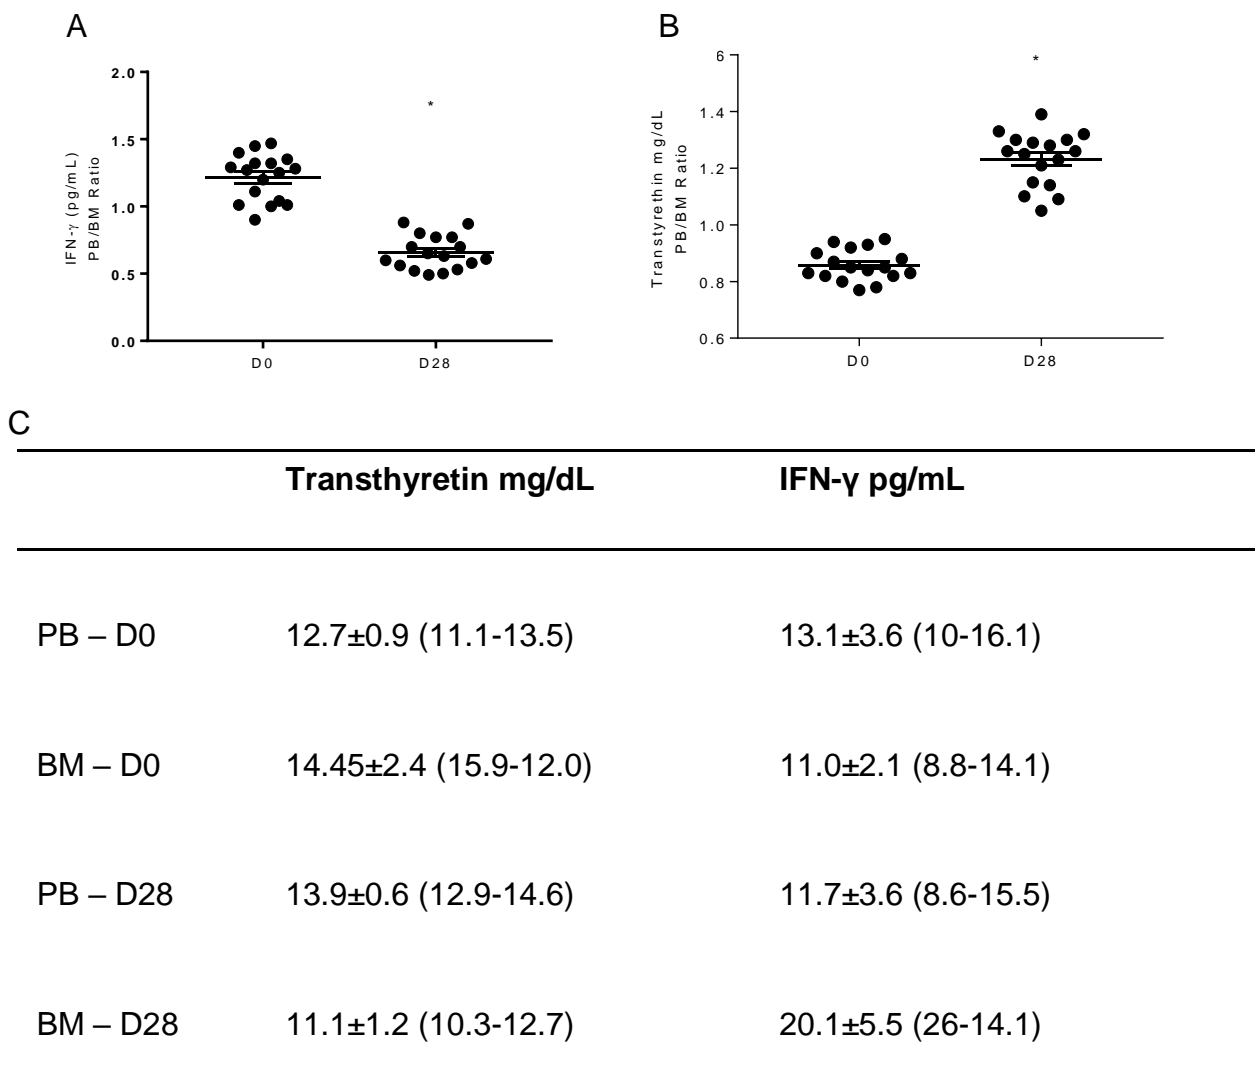 A
2.0
1.5
1.0
0.5
0.0
IFN-γ (pg/mL)
PB/BM Ratio
*
D0
D28
B
6
1.4
1.2
1.0
0.8
0.6
Transtyrethin mg/dL
PB/BM Ratio
*
D0
D28
C
Transthyretin mg/dL IFN-γ pg/mL
PB – D0 12.7±0.9 (11.1-13.5) 13.1±3.6 (10-16.1)
BM – D0 14.45±2.4 (15.9-12.0) 11.0±2.1 (8.8-14.1)
PB – D28 13.9±0.6 (12.9-14.6) 11.7±3.6 (8.6-15.5)
BM – D28 11.1±1.2 (10.3-12.7) 20.1±5.5 (26-14.1)